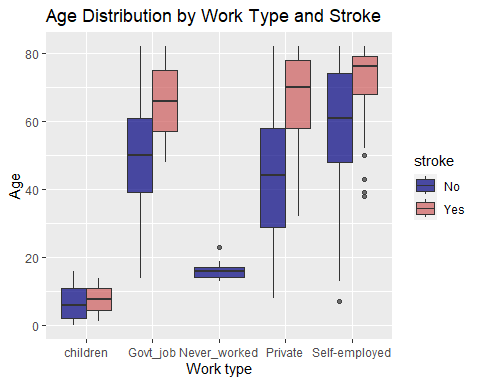 Age Distribution by Work Type and Stroke
80
60
40
20
0
Age
children Govt_job Never_worked Private Self-employed
Work type
stroke
No
Yes